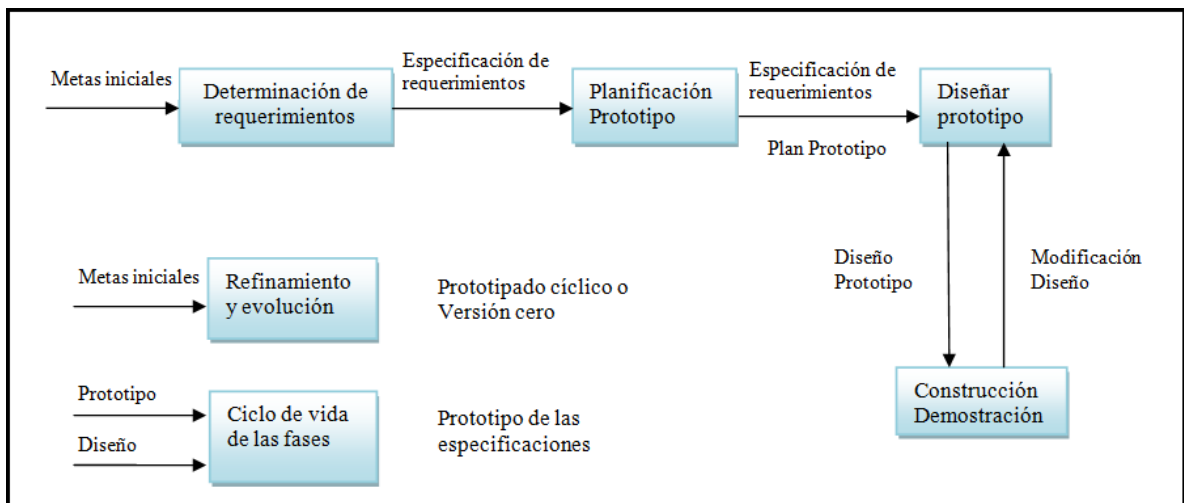 Metas iniciales
Determinación de
requerimientos
Especificación de
requerimientos
Planificación
Prototipo
Especificación de
requerimientos
Plan Prototipo
Diseñar
prototipo
Diseño
Prototipo
Modificación
Diseño
Construcción
Demostración
Metas iniciales
Refinamiento
y evolución
Prototipado cíclico o
Versión cero
Prototipo
Diseño
Ciclo de vida
de las fases
Prototipo de las
especificaciones